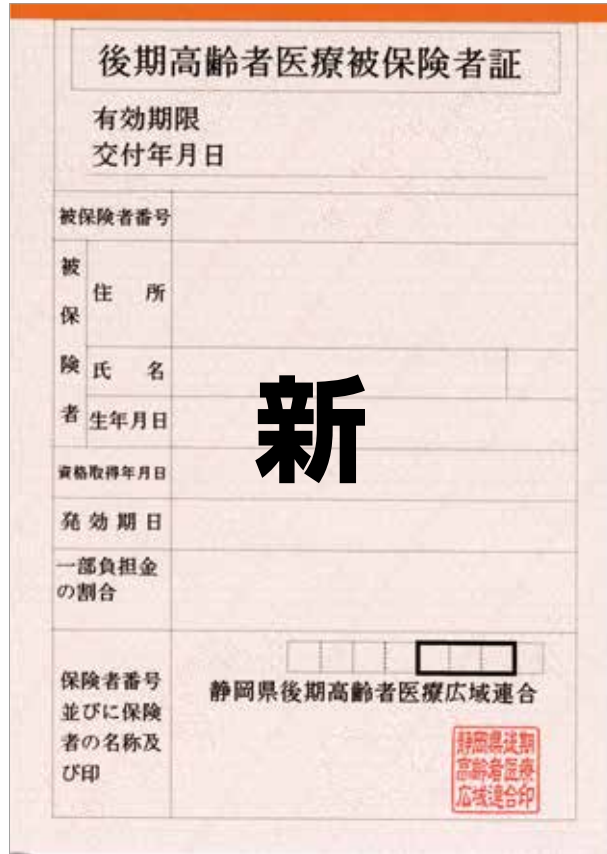 後期高齢者医療被保険者証
有効期限
交付年月日
被保険者番号
被保険者
住所
氏名
新
生年月日
資格取得年月日
発効期日
一部負担金
の割合
保険者番号
並びに保険
者の名称及
び印
静岡県後期高齢者医療広域連合
静岡県後期
高齢者医療
広域連合印